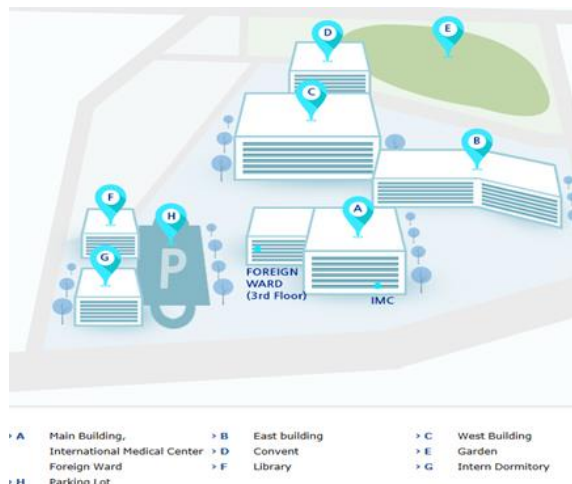 D
E
C
B
F
H
A
G
P
FOREIGN
WARD
(3rd Floor)
IMC
> A Main Building, > B East building > C West Building
International Medical Center > D Convent > E Garden
Foreign Ward > F Library > G Intern Dormitory
> H Parking Lot